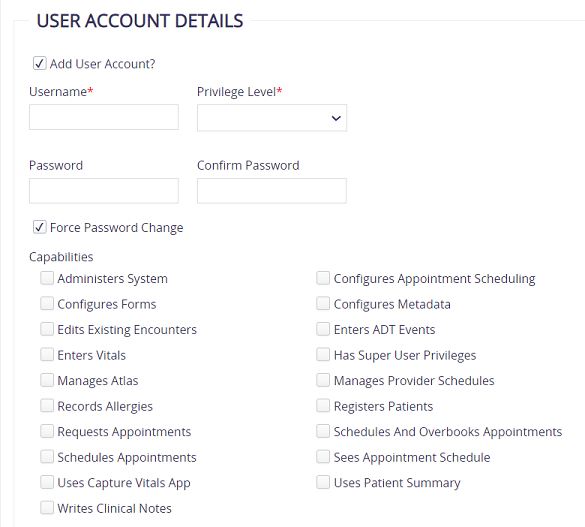 USER ACCOUNT DETAILS
Add User Account?
Username* Privilege Level*
Password Confirm Password
Force Password Change
Capabilities
Administers System Configures Appointment Scheduling
Configures Forms Configures Metadata
Edits Existing Encounters Enters ADT Events
Enters Vitals Has Super User Privileges
Manages Atlas Manages Provider Schedules
Records Allergies Registers Patients
Requests Appointments Schedules And Overbooks Appointments
Schedules Appointments Sees Appointment Schedule
Uses Capture Vitals App Uses Patient Summary
Writes Clinical Notes